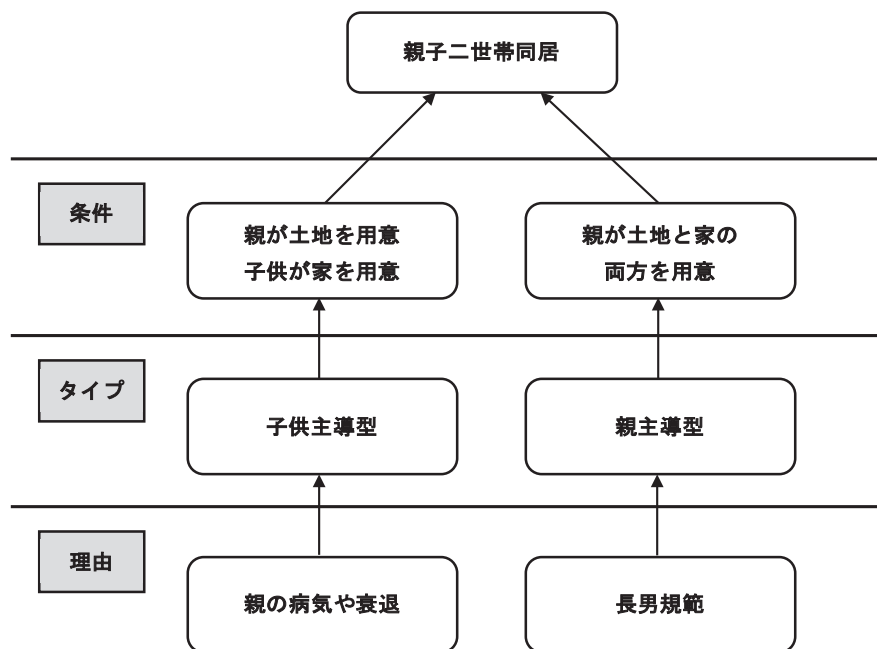 親子二世帯同居
条件
親が土地を用意
子供が家を用意
親が土地と家の
両方を用意
タイプ
子供主導型
親主導型
理由
親の病気や衰退
長男規範